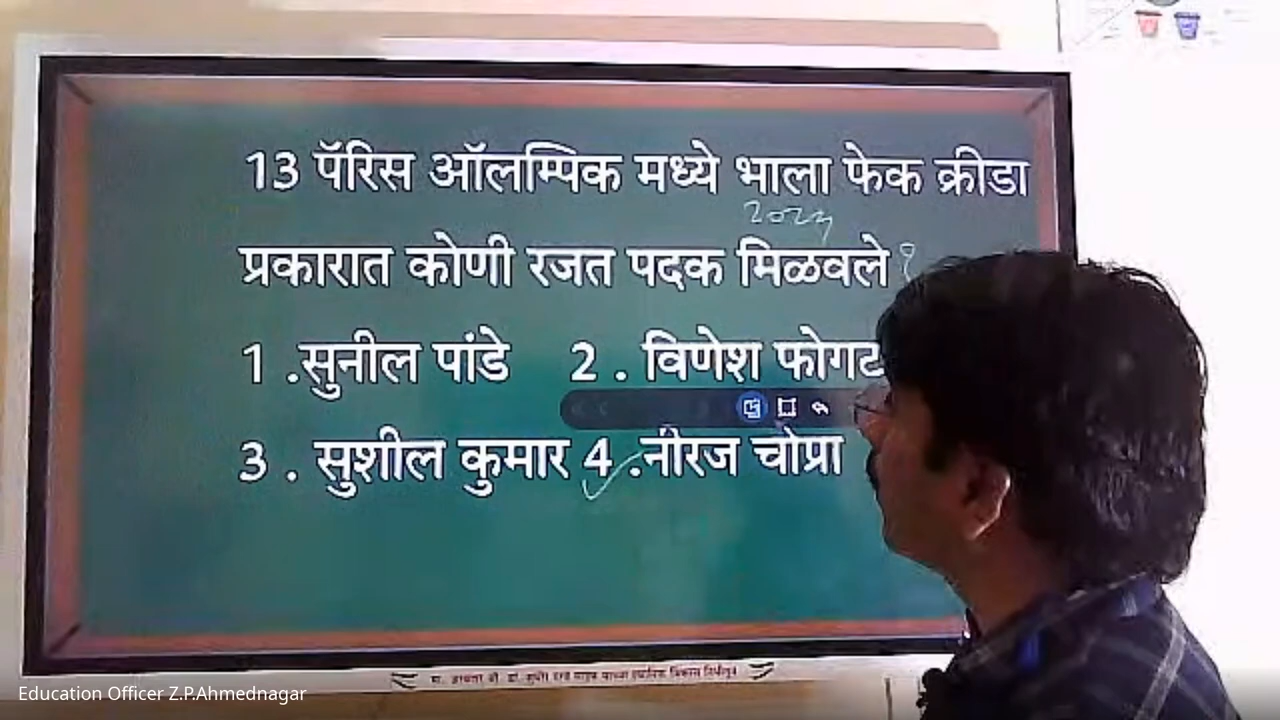 13 पॅरिस ऑलम्पिक मध्ये भाला फेक क्रीडा
2024
प्रकारात कोणी रजत पदक मिळवले ?
1 .सुनील पांडे 2 . विणेश फोगट
3 . सुशील कुमार 4 .नीरज चोप्रा
Education Officer Z.P.Ahmednagar